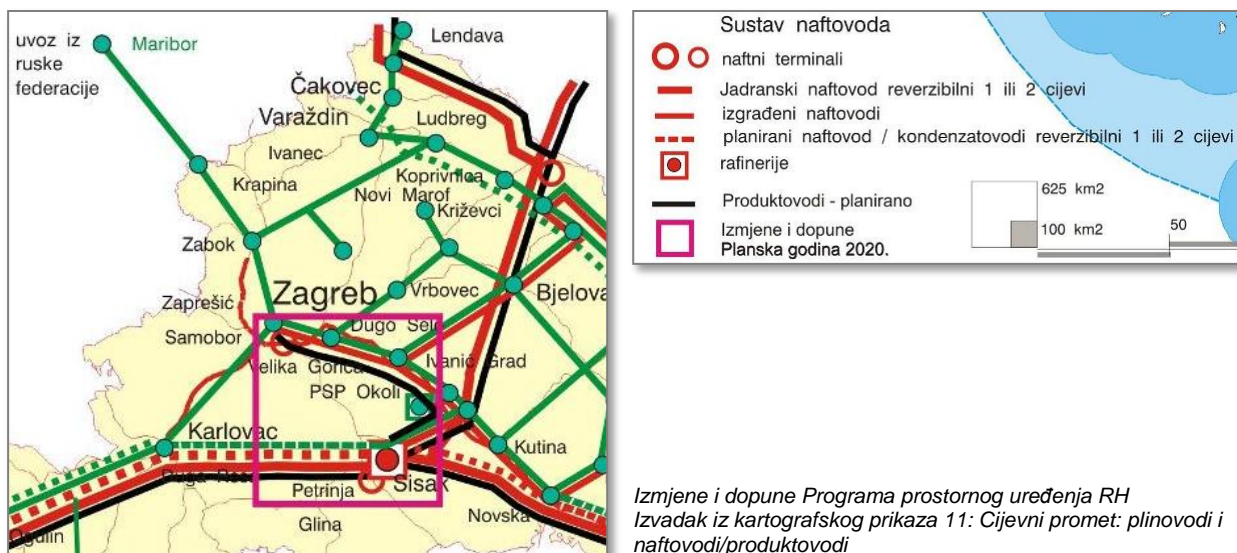 uvoz iz
ruske
federacije
Maribor
Lendava
Čakovec
Varaždin
Ludbreg
Ivanec
Krapina
Koprivnica
Novi Marof
Križevci
Zabok
Zaprešić
Zagreb
Vrbovec
Bjelova
Samobor
Dugo Selo
Velika Gorica
Ivanić Grad
PSP Okoli
Karlovac
Kutina
Duga Resa
Petrinja
Sisak
Novska
Glina
Ogulin
Sustav naftovoda
naftni terminali
Jadranski naftovod reverzibilni 1 ili 2 cijevi
izgrađeni naftovodi
planirani naftovod / kondenzatovodi reverzibilni 1 ili 2 cijevi
rafinerije
Produktovodi - planirano
Izmjene i dopune
Planska godina 2020.
625 km2
100 km2
50
Izmjene i dopune Programa prostornog uređenja RH
Izvadak iz kartografskog prikaza 11: Cijevni promet: plinovodi i
naftovodi/produktovodi